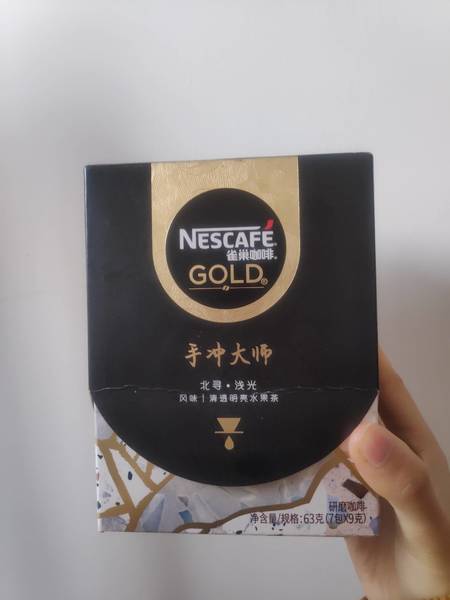 NESCAFÉ
雀巢咖啡®
GOLD®
手冲大师
北寻·浅光
风味|清透明亮水果茶
研磨咖啡
净含量/规格:63克(7包X9克)